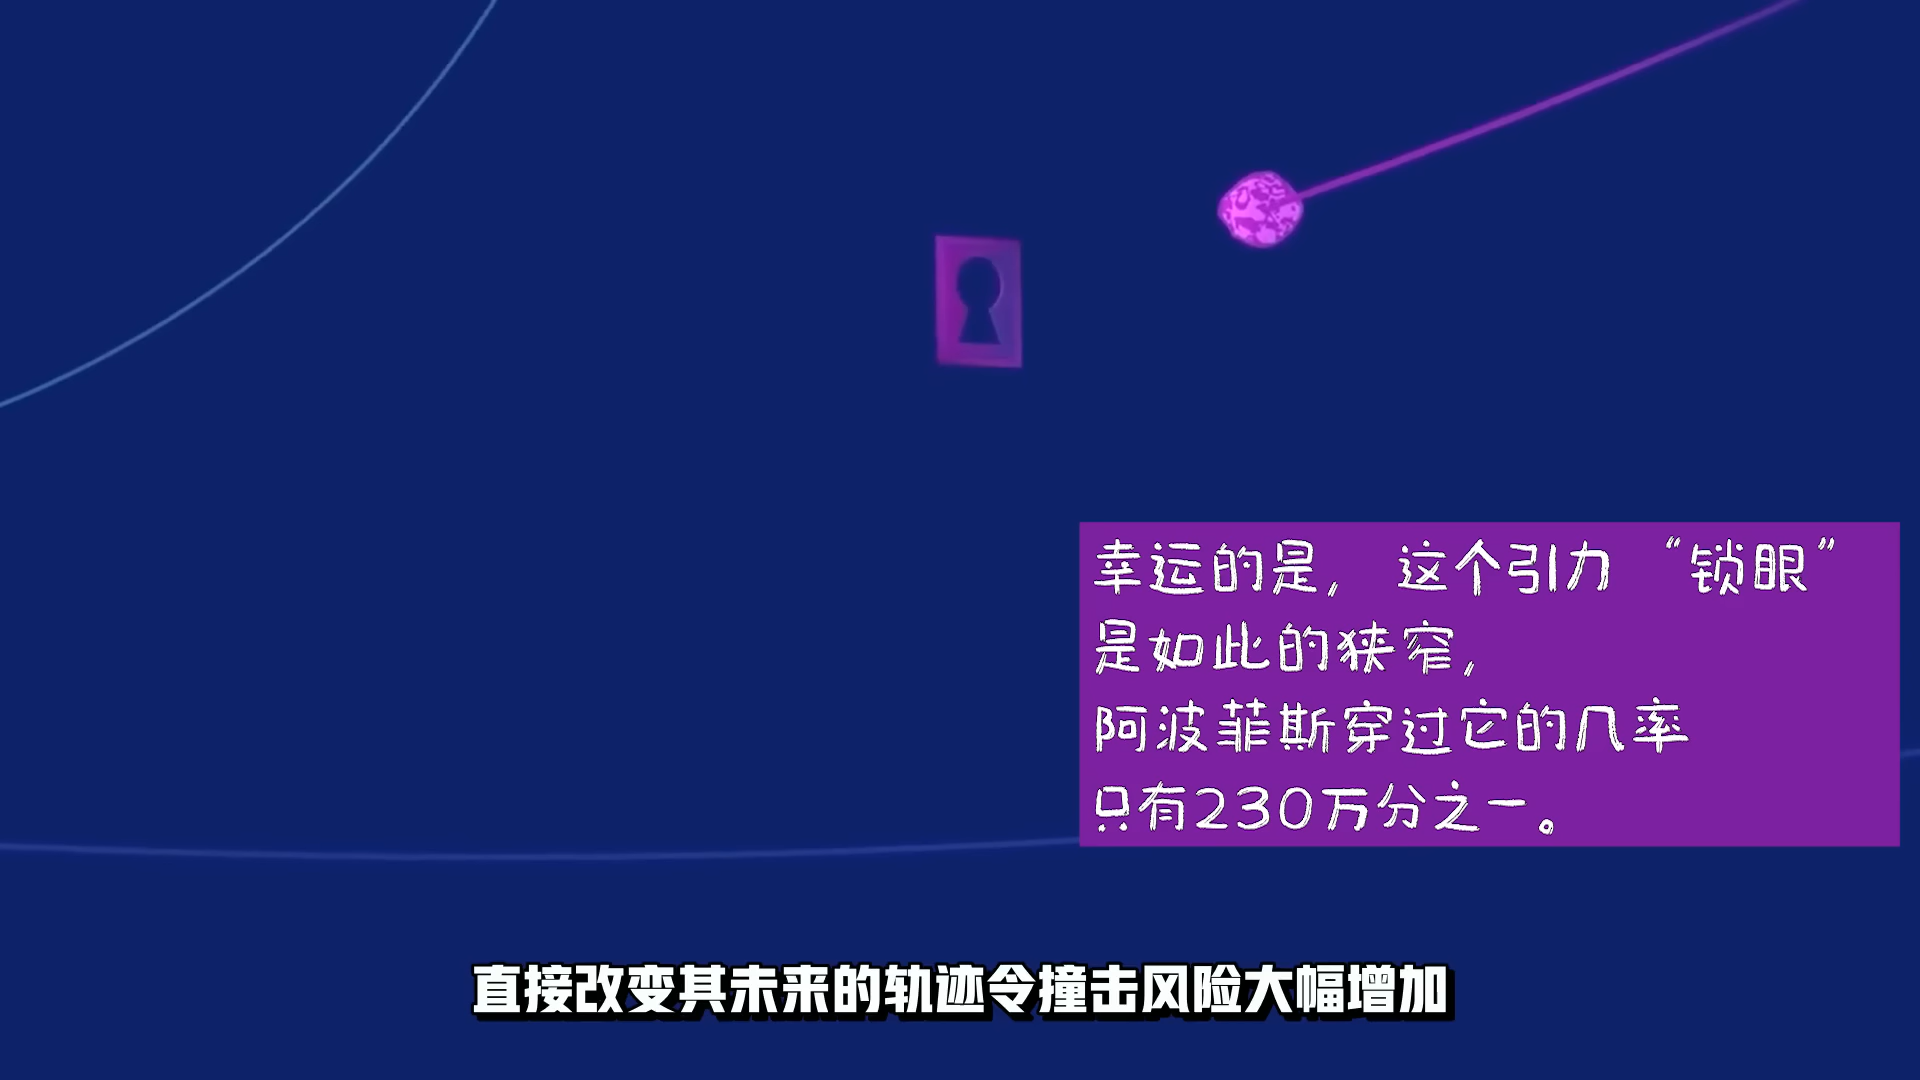 幸运的是，这个引力“锁眼”
是如此的狭窄，
阿波菲斯穿过它的几率
只有230万分之一。
直接改变其未来的轨迹令撞击风险大幅增加